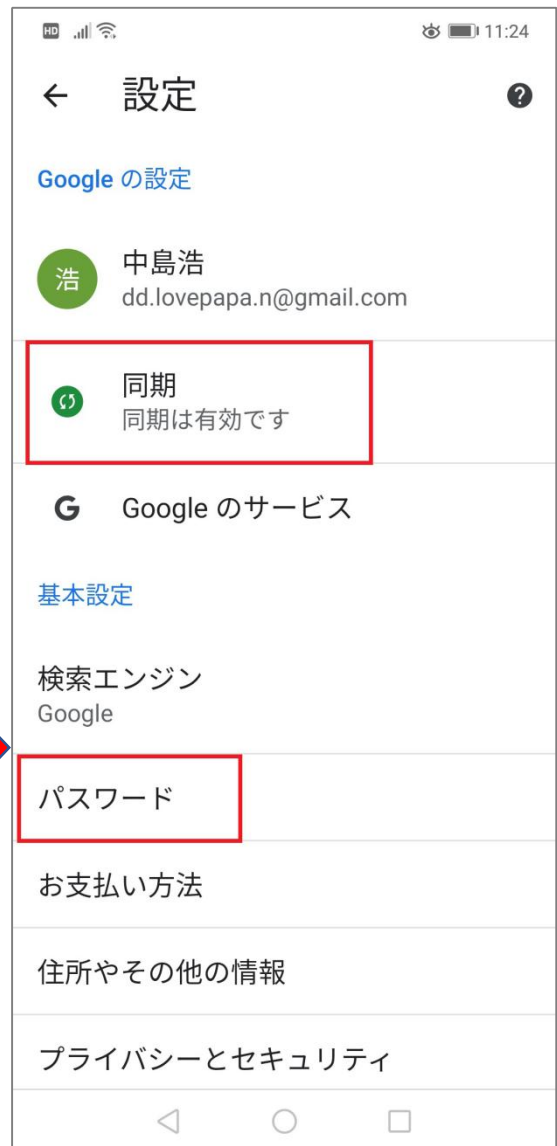 HD 11:24
設定
Google の設定
浩
中島浩
dd.lovepapa.n@gmail.com
同期
同期は有効です
G Google のサービス
基本設定
検索エンジン
Google
パスワード
お支払い方法
住所やその他の情報
プライバシーとセキュリティ